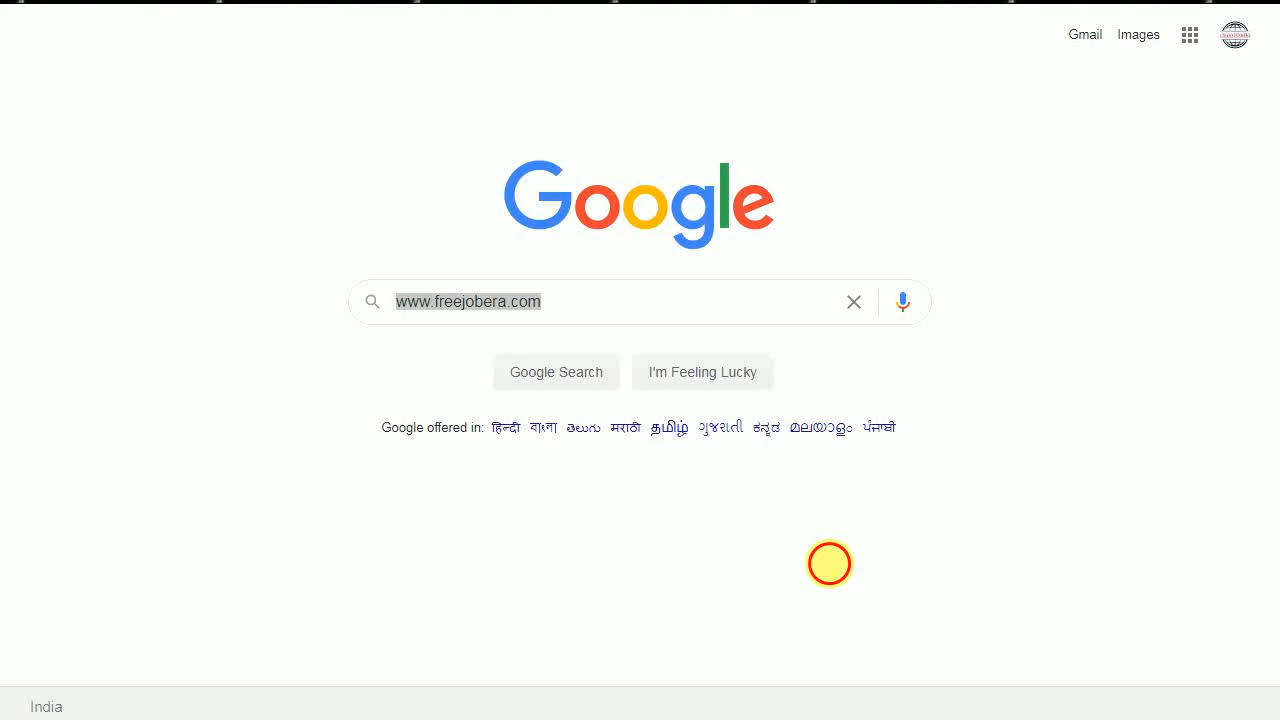 Gmail Images
Google
www.freejobera.com
Google Search I'm Feeling Lucky
Google offered in: हिन्दी বাংলা తెలుగు मराठी தமிழ் ગુજરાતી ಕನ್ನಡ മലയാളം ਪੰਜਾਬੀ
India